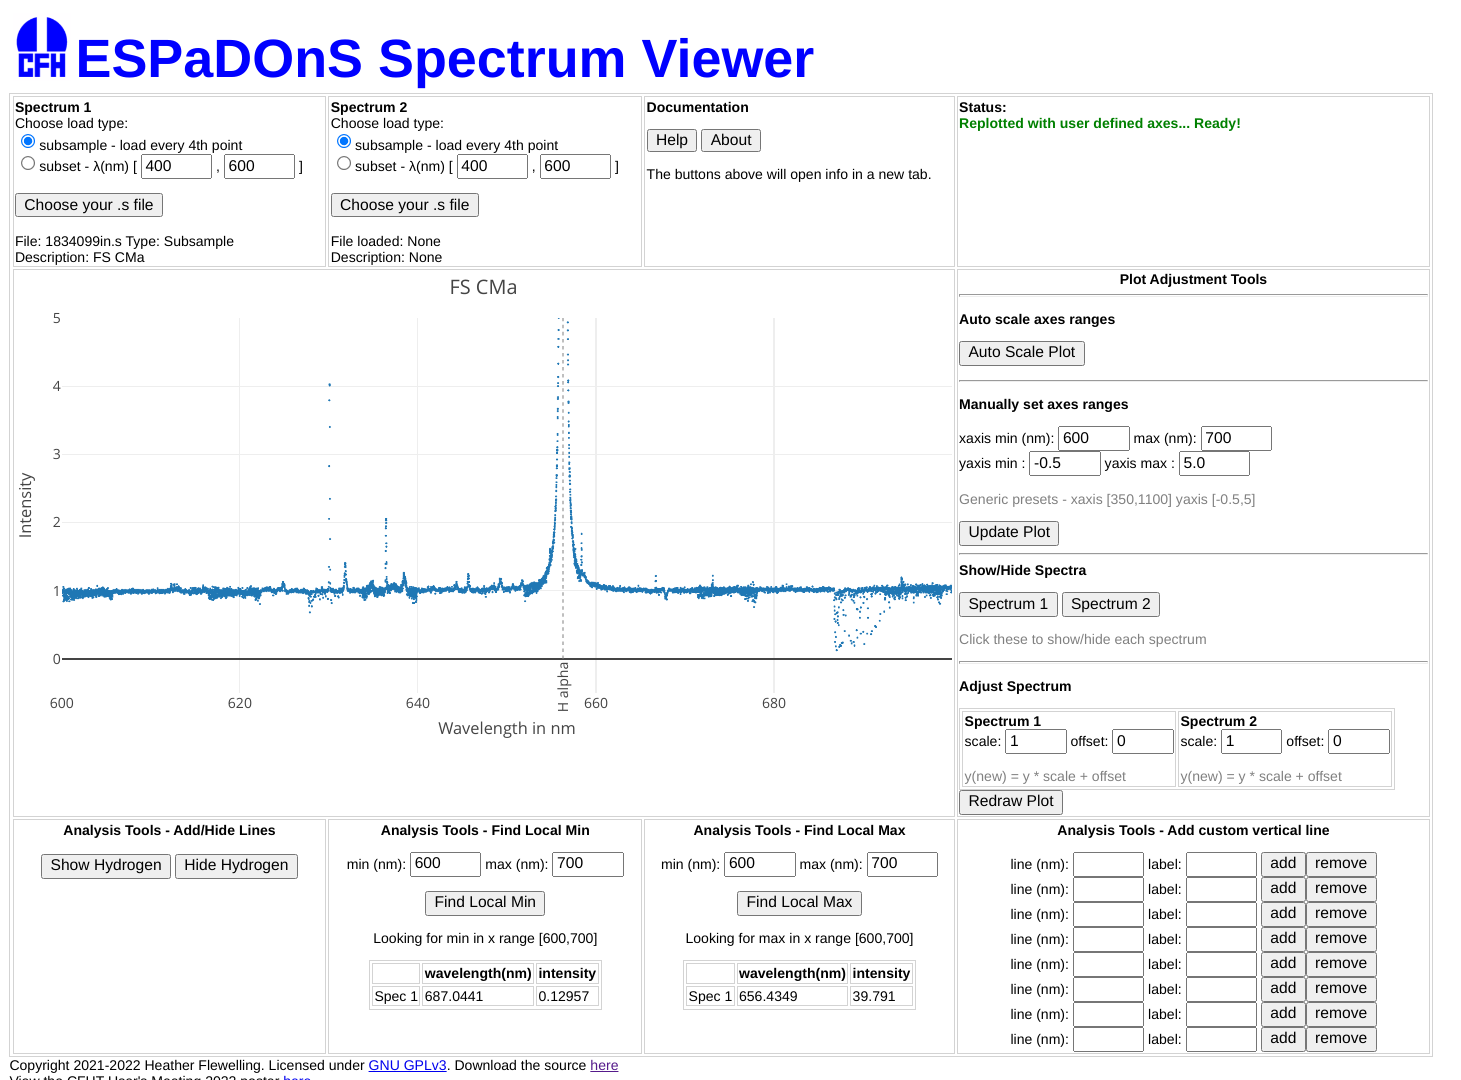 CFH ESPaDOnS Spectrum Viewer
Spectrum 1
Choose load type:
subsample - load every 4th point
subset - λ(nm) [ 400 , 600 ]
Choose your .s file
File: 1834099in.s Type: Subsample
Description: FS CMa
Spectrum 2
Choose load type:
subsample - load every 4th point
subset - λ(nm) [ 400 , 600 ]
Choose your .s file
File loaded: None
Description: None
Documentation
Help About
The buttons above will open info in a new tab.
Status:
Replotted with user defined axes... Ready!
FS CMa
5
4
3
2
1
0
Intensity
600 620 640 660 680
H alpha
Wavelength in nm
Plot Adjustment Tools
Auto scale axes ranges
Auto Scale Plot
Manually set axes ranges
xaxis min (nm): 600 max (nm): 700
yaxis min : -0.5 yaxis max : 5.0
Generic presets - xaxis [350,1100] yaxis [-0.5,5]
Update Plot
Show/Hide Spectra
Spectrum 1 Spectrum 2
Click these to show/hide each spectrum
Adjust Spectrum
Spectrum 1
scale: 1 offset: 0
y(new) = y * scale + offset
Spectrum 2
scale: 1 offset: 0
y(new) = y * scale + offset
Redraw Plot
Analysis Tools - Add/Hide Lines
Show Hydrogen Hide Hydrogen
Analysis Tools - Find Local Min
min (nm): 600 max (nm): 700
Find Local Min
Looking for min in x range [600,700]
wavelength(nm) intensity
Spec 1 687.0441 0.12957
Analysis Tools - Find Local Max
min (nm): 600 max (nm): 700
Find Local Max
Looking for max in x range [600,700]
wavelength(nm) intensity
Spec 1 656.4349 39.791
Analysis Tools - Add custom vertical line
line (nm): label: add remove
line (nm): label: add remove
line (nm): label: add remove
line (nm): label: add remove
line (nm): label: add remove
line (nm): label: add remove
line (nm): label: add remove
line (nm): label: add remove
Copyright 2021-2022 Heather Flewelling. Licensed under GNU GPLv3. Download the source here
View the CFHT User's Meeting 2022 poster here